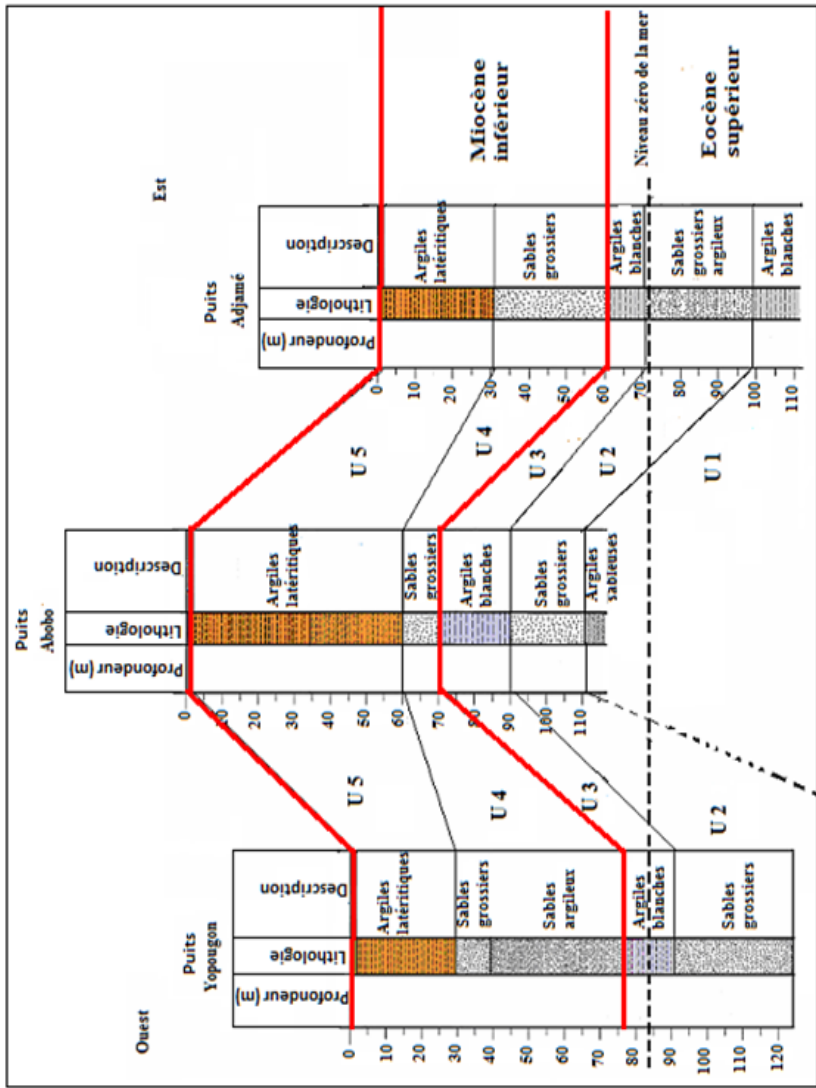 Ouest
Est
Puits
Yopougon
Profondeur (m)
Lithologie
Description
0
10
20
30
40
50
60
70
80
90
100
110
120
Argiles
latéritiques
Sables
grossiers
Sables
argileux
Argiles
blanches
Sables
grossiers
U 5
U 4
U 3
U 2
Puits
Abobo
Profondeur (m)
Lithologie
Description
0
10
20
30
40
50
60
70
80
90
100
110
Argiles
latéritiques
Sables
grossiers
Argiles
blanches
Sables
grossiers
Argiles
sableuses
U 5
U 4
U 3
U 2
U 1
Puits
Adjamé
Profondeur (m)
Lithologie
Description
0
10
20
30
40
50
60
70
80
90
100
110
Argiles
latéritiques
Sables
grossiers
Argiles
blanches
Sables
grossiers
argileux
Argiles
blanches
Miocène
inférieur
Niveau zéro de la mer
Eocène
supérieur